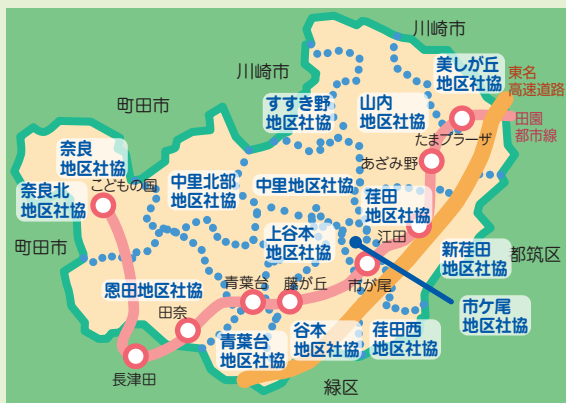 川崎市
川崎市
町田市
美しが丘
地区社協
東名
高速道路
すすき野
地区社協
山内
地区社協
田園
都市線
たまプラーザ
あざみ野
奈良
地区社協
奈良北
地区社協
こどもの国
中里北部
地区社協
中里地区社協
荏田
地区社協
町田市
上谷本
地区社協
江田
新荏田
地区社協
都筑区
恩田地区社協
青葉台
藤が丘
市が尾
市ケ尾
地区社協
田奈
青葉台
地区社協
谷本
地区社協
荏田西
地区社協
長津田
緑区